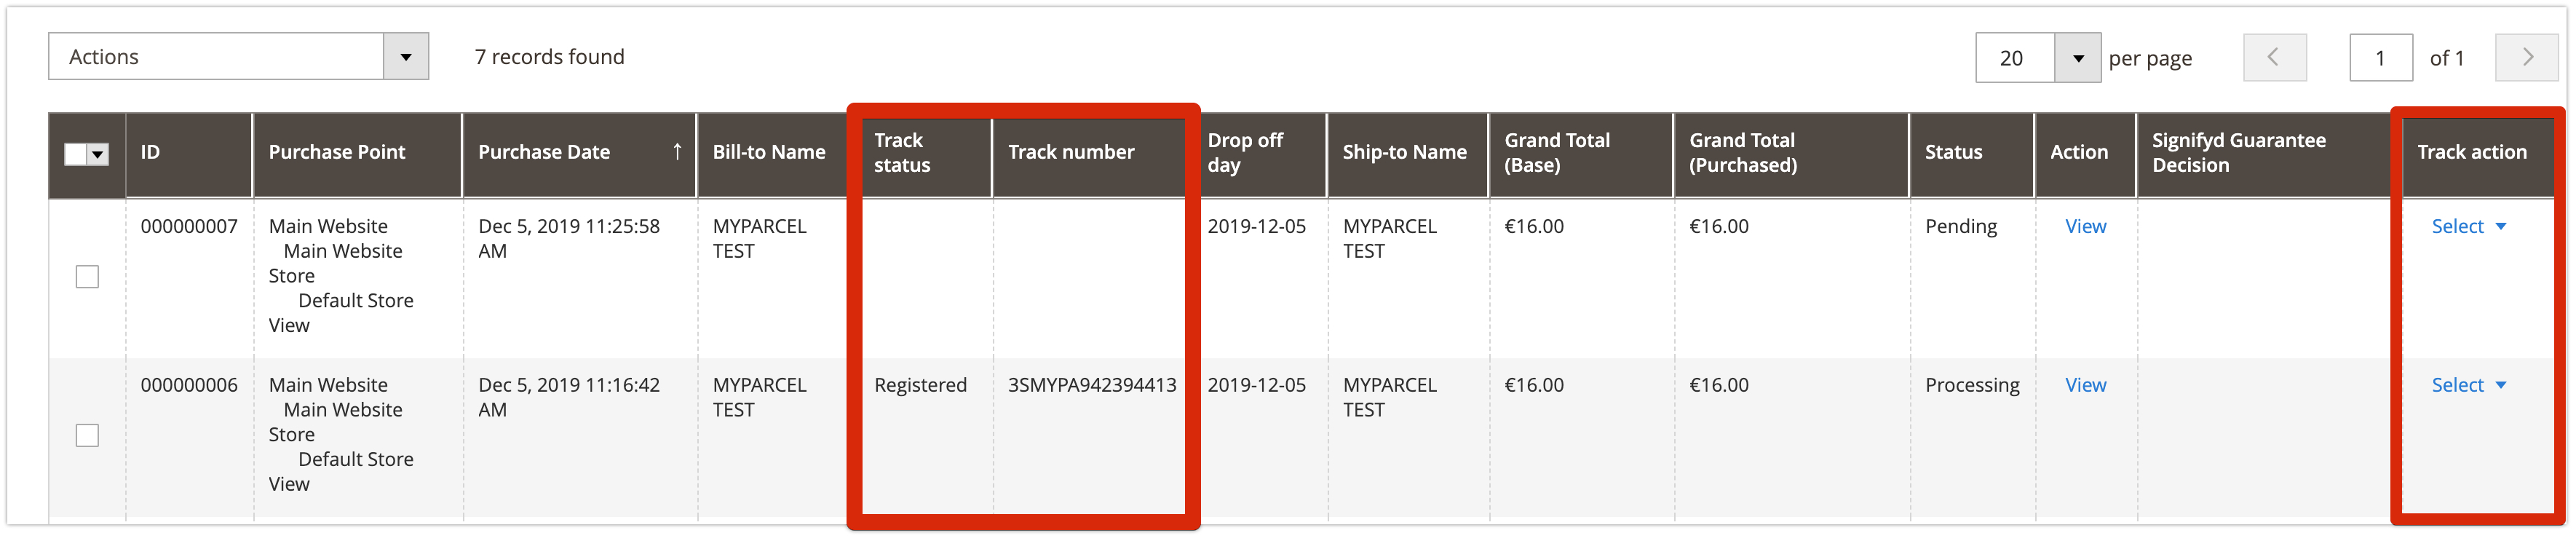 Actions
7 records found
20
per page
1
of 1
ID
Purchase Point
Purchase Date ↑
Bill-to Name
Track
status
Track number
Drop off
day
Ship-to Name
Grand Total
(Base)
Grand Total
(Purchased)
Status
Action
Signifyd Guarantee
Decision
Track action
000000007
Main Website
Main Website
Store
Default Store
View
Dec 5, 2019 11:25:58
AM
MYPARCEL
TEST
2019-12-05
MYPARCEL
TEST
€16.00
€16.00
Pending
View
Select
000000006
Main Website
Main Website
Store
Default Store
View
Dec 5, 2019 11:16:42
AM
MYPARCEL
TEST
Registered
3SMYPA942394413
2019-12-05
MYPARCEL
TEST
€16.00
€16.00
Processing
View
Select